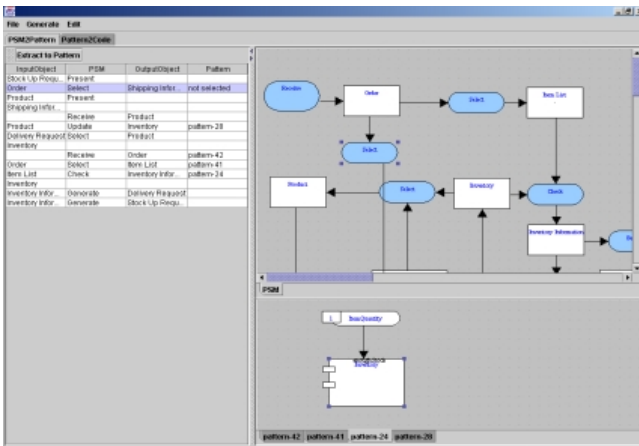 File Generate Edit
PSM2Pattern Pattern2Code
Extract to Pattern
InputObject PSM OutputObject Pattern
Stock Up Requ... Present
Order Select Shipping Infor... not selected
Product Present
Shipping Infor...
Receive Product
Product Update Inventory pattern-28
Delivery Request Select Product
Inventory
Receive Order pattern-42
Order Select Item List pattern-41
Item List Check Inventory Infor... pattern-24
Inventory
Inventory Infor... Generate Delivery Request
Inventory Infor... Generate Stock Up Requ...
Receive
Order
Select
Item List
Select
Product
Select
Inventory
Check
Inventory Information
PSM
1
ItemQuantity
Inventory
pattern-42 pattern-41 pattern-24 pattern-28